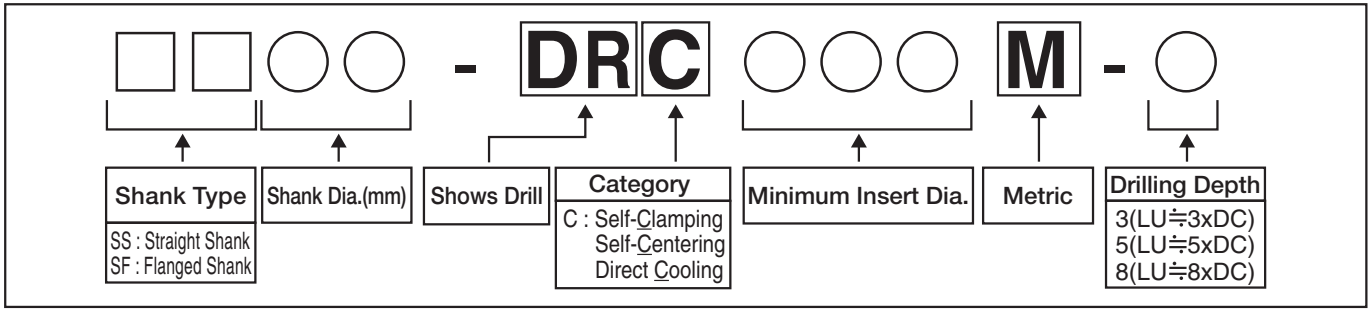 - DRC M -
Shank Type
SS : Straight Shank
SF : Flanged Shank
Shank Dia.(mm)
Shows Drill
Category
C : Self-Clamping
Self-Centering
Direct Cooling
Minimum Insert Dia.
Metric
Drilling Depth
3(LU≒3xDC)
5(LU≒5xDC)
8(LU≒8xDC)